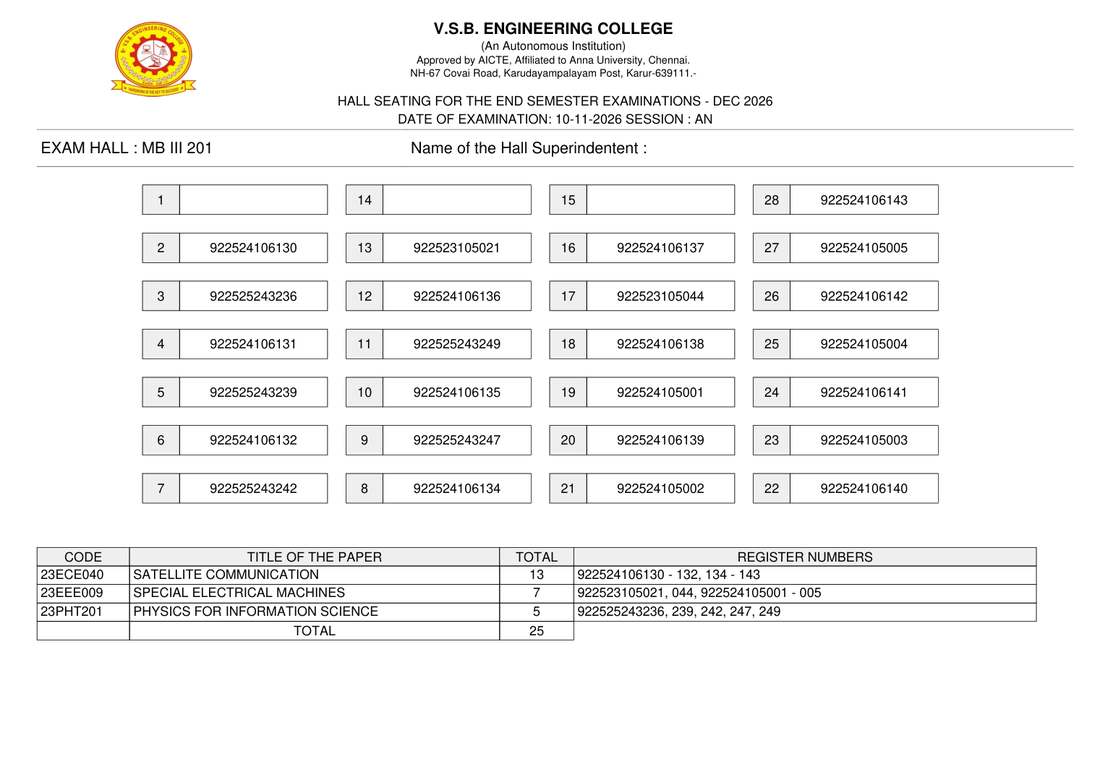 V.S.B. ENGINEERING COLLEGE
(An Autonomous Institution)
Approved by AICTE, Affiliated to Anna University, Chennai.
NH-67 Covai Road, Karudayampalayam Post, Karur-639111.-
HALL SEATING FOR THE END SEMESTER EXAMINATIONS - DEC 2026
DATE OF EXAMINATION: 10-11-2026 SESSION : AN
EXAM HALL : MB III 201 Name of the Hall Superindentent :
1 14 15 28 922524106143
2 922524106130 13 922523105021 16 922524106137 27 922524105005
3 922525243236 12 922524106136 17 922523105044 26 922524106142
4 922524106131 11 922525243249 18 922524106138 25 922524105004
5 922525243239 10 922524106135 19 922524105001 24 922524106141
6 922524106132 9 922525243247 20 922524106139 23 922524105003
7 922525243242 8 922524106134 21 922524105002 22 922524106140
CODE TITLE OF THE PAPER TOTAL REGISTER NUMBERS
23ECE040 SATELLITE COMMUNICATION 13 922524106130 - 132, 134 - 143
23EEE009 SPECIAL ELECTRICAL MACHINES 7 922523105021, 044, 922524105001 - 005
23PHT201 PHYSICS FOR INFORMATION SCIENCE 5 922525243236, 239, 242, 247, 249
TOTAL 25